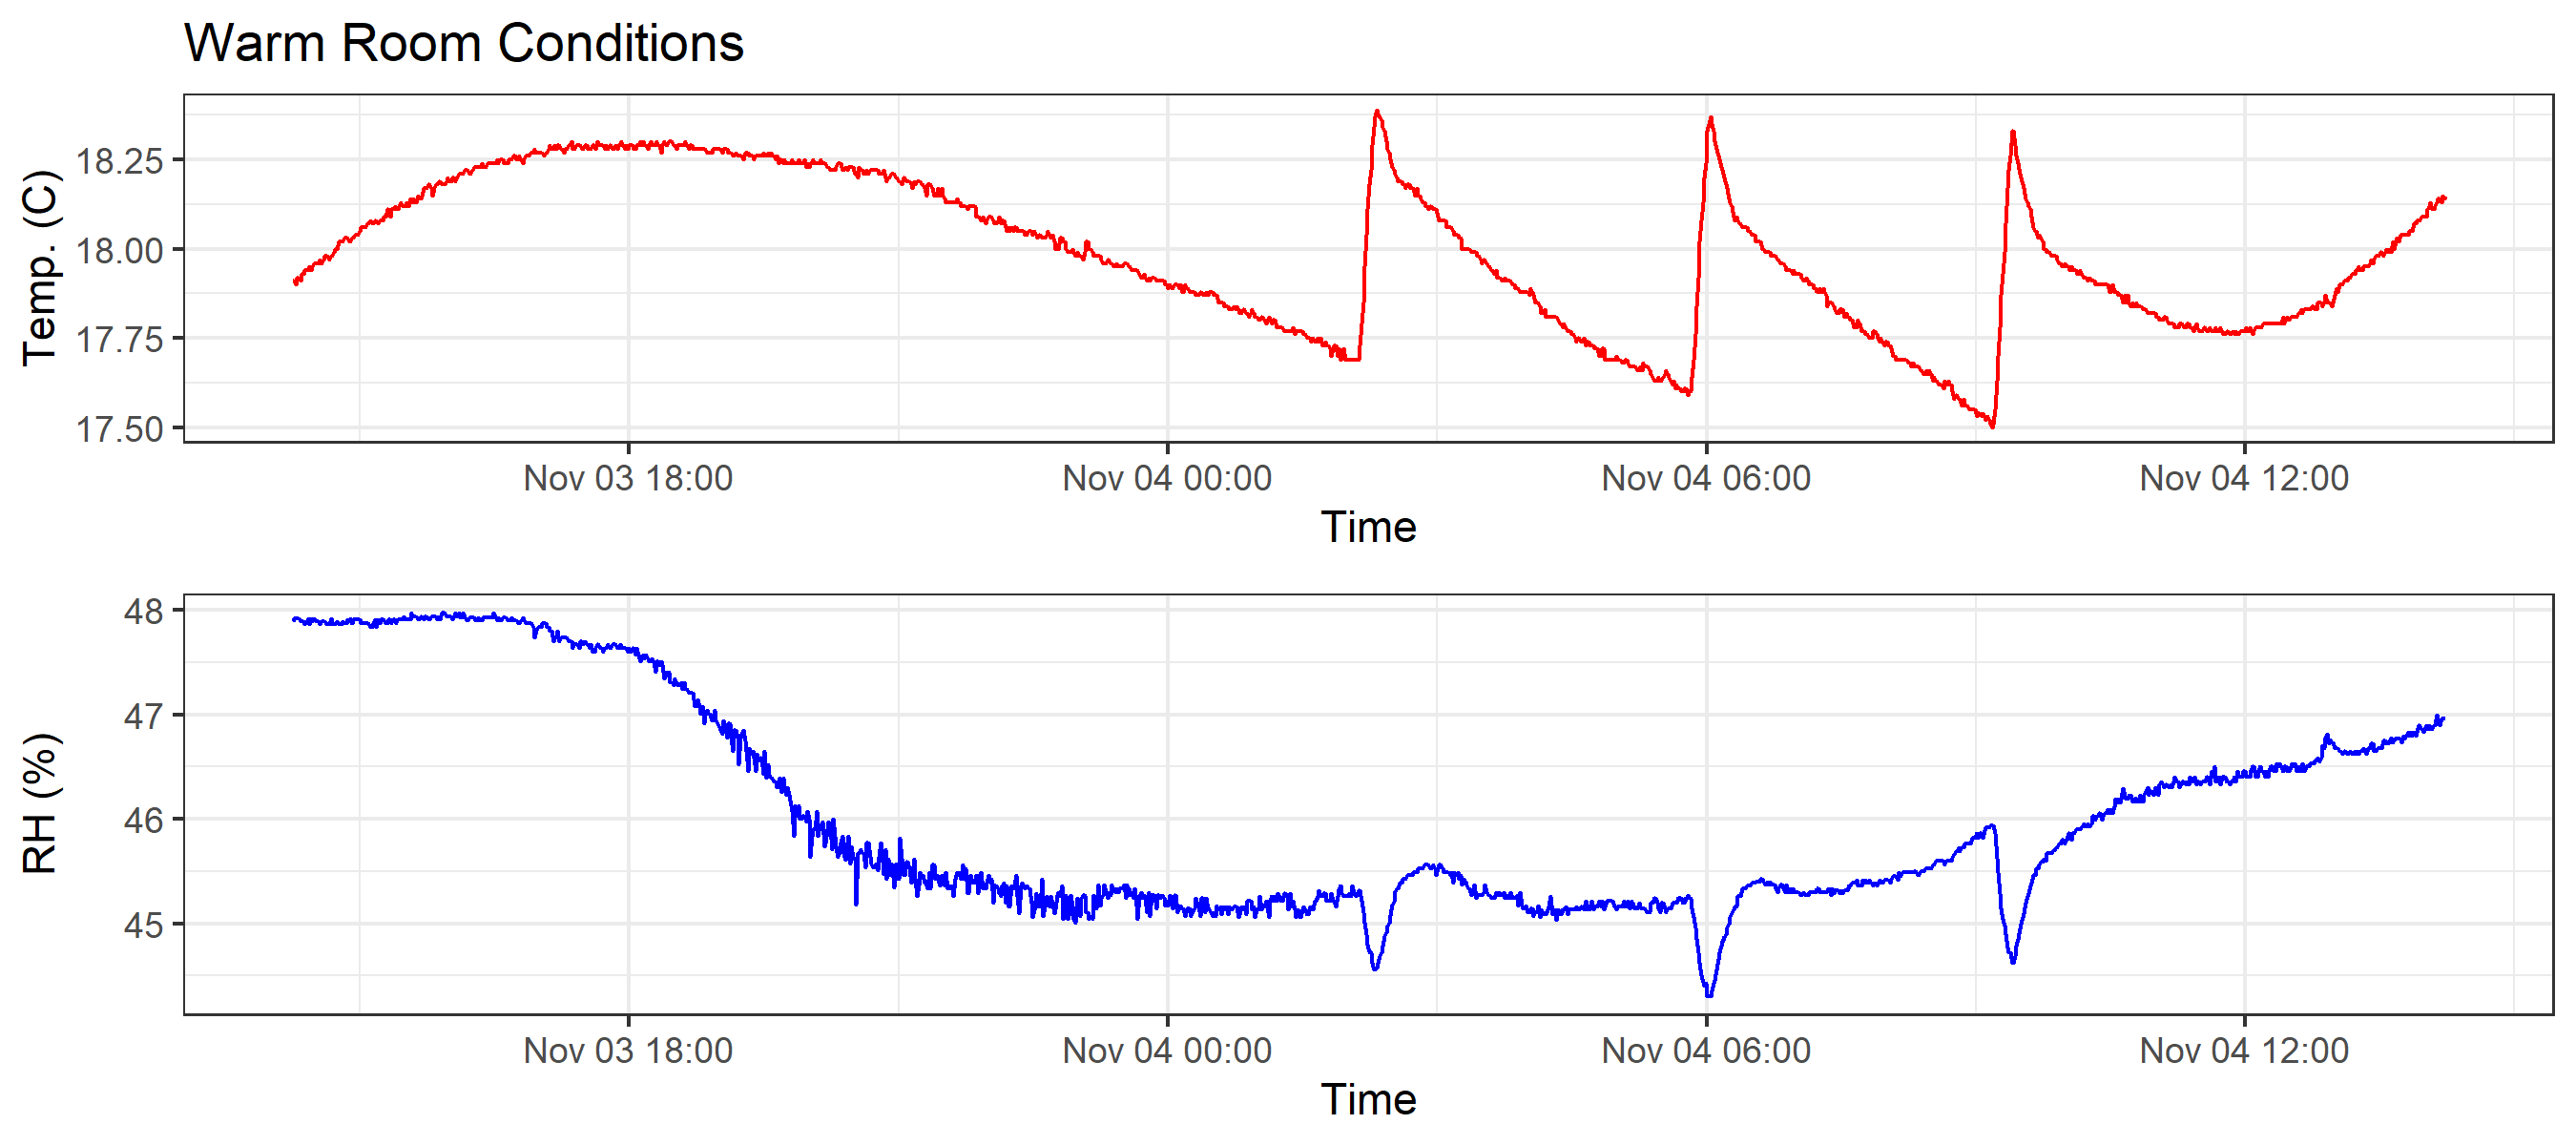 Warm Room Conditions
Temp. (C)
18.25
18.00
17.75
17.50
Nov 03 18:00 Nov 04 00:00 Nov 04 06:00 Nov 04 12:00
Time
RH (%)
48
47
46
45
Nov 03 18:00 Nov 04 00:00 Nov 04 06:00 Nov 04 12:00
Time